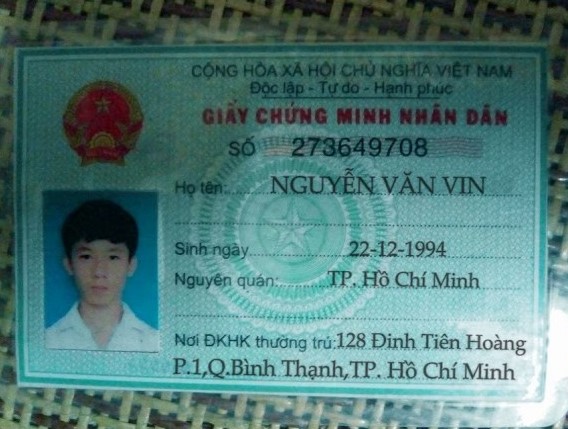 CỘNG HÒA XÃ HỘI CHỦ NGHĨA VIỆT NAM
Độc lập - Tự do - Hạnh phúc
GIẤY CHỨNG MINH NHÂN DÂN
SỐ 273649708
Họ tên: NGUYỄN VĂN VIN
Sinh ngày 22-12-1994
Nguyên quán: TP. Hồ Chí Minh
Nơi ĐKHK thường trú: 128 Đinh Tiên Hoàng
P.1,Q.Bình Thạnh,TP. Hồ Chí Minh